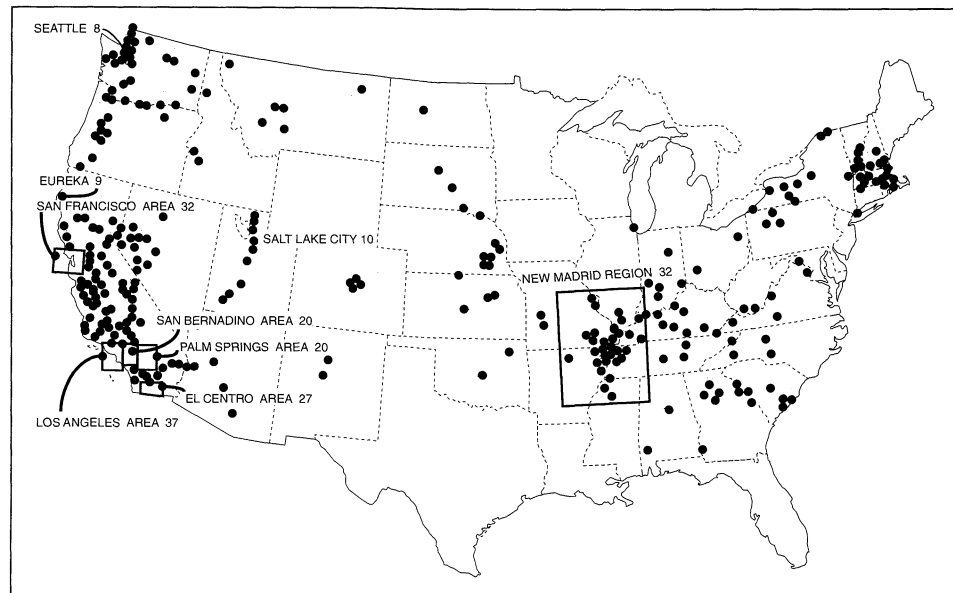 SEATTLE 8
EUREKA 9
SAN FRANCISCO AREA 32
SALT LAKE CITY 10
NEW MADRID REGION 32
SAN BERNADINO AREA 20
PALM SPRINGS AREA 20
EL CENTRO AREA 27
LOS ANGELES AREA 37